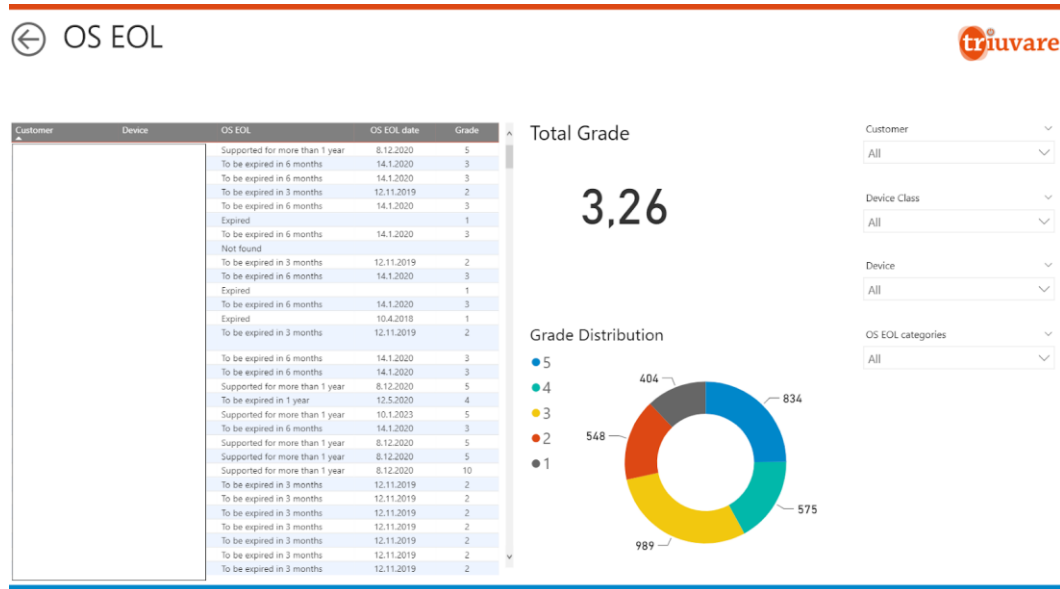 OS EOL
triuvare
Customer Device OS EOL OS EOL date Grade
Supported for more than 1 year 8.12.2020 5
To be expired in 6 months 14.1.2020 3
To be expired in 6 months 14.1.2020 3
To be expired in 3 months 12.11.2019 2
To be expired in 6 months 14.1.2020 3
Expired 1
To be expired in 6 months 14.1.2020 3
Not found
To be expired in 3 months 12.11.2019 2
To be expired in 6 months 14.1.2020 3
Expired 1
To be expired in 6 months 14.1.2020 3
Expired 10.4.2018 1
To be expired in 3 months 12.11.2019 2
To be expired in 6 months 14.1.2020 3
To be expired in 6 months 14.1.2020 3
Supported for more than 1 year 8.12.2020 5
To be expired in 1 year 12.5.2020 4
Supported for more than 1 year 10.1.2023 5
To be expired in 6 months 14.1.2020 3
Supported for more than 1 year 8.12.2020 5
Supported for more than 1 year 8.12.2020 5
Supported for more than 1 year 8.12.2020 10
To be expired in 3 months 12.11.2019 2
To be expired in 3 months 12.11.2019 2
To be expired in 3 months 12.11.2019 2
To be expired in 3 months 12.11.2019 2
To be expired in 3 months 12.11.2019 2
To be expired in 3 months 12.11.2019 2
To be expired in 3 months 12.11.2019 2
Total Grade
3,26
Grade Distribution
5
4
3
2
1
404
834
548
575
989
Customer
All
Device Class
All
Device
All
OS EOL categories
All